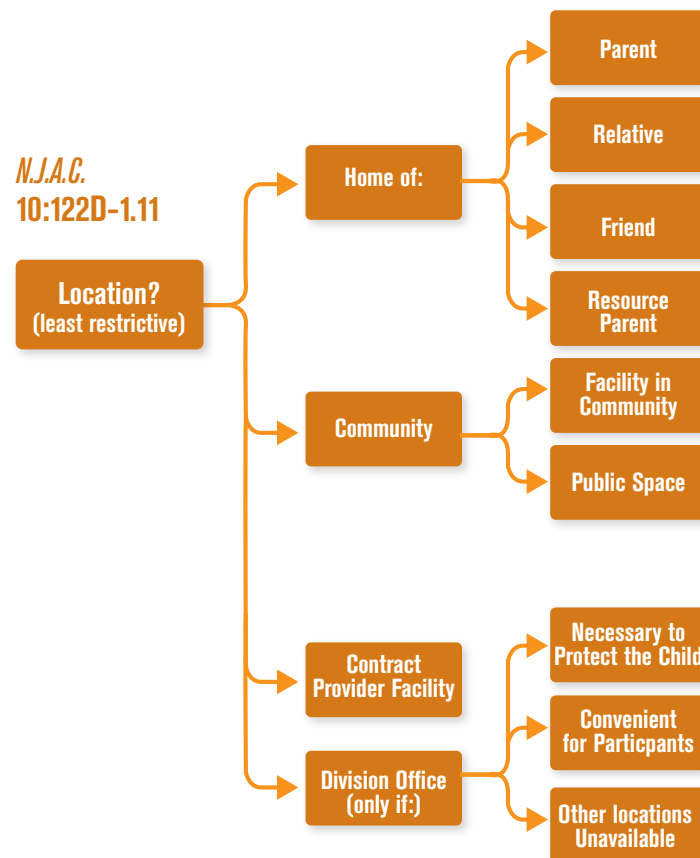 N.J.A.C.
10:122D-1.11
Location?
(least restrictive)
Home of:
Parent
Relative
Friend
Resource
Parent
Community
Facility in
Community
Public Space
Contract
Provider Facility
Division Office
(only if:)
Necessary to
Protect the Child
Convenient
for Particpants
Other locations
Unavailable